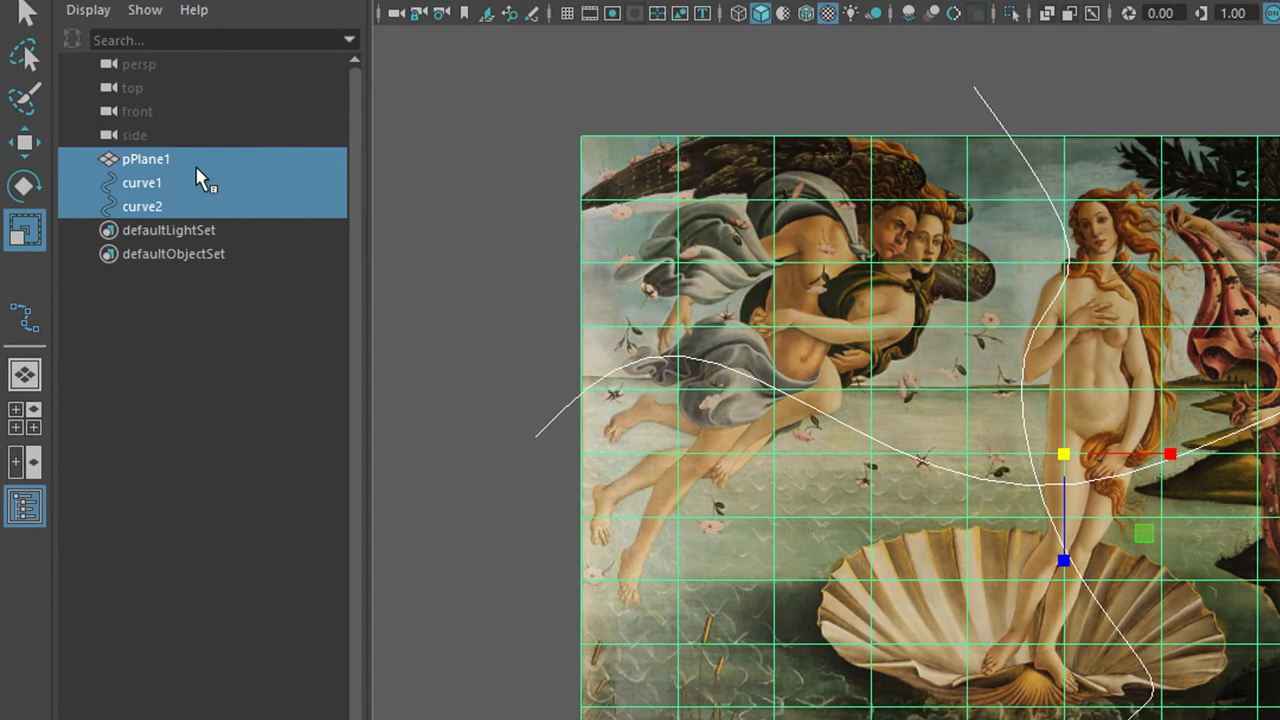 Display Show Help
0.00 1.00
Search...
persp
top
front
side
pPlane1
curve1
curve2
defaultLightSet
defaultObjectSet